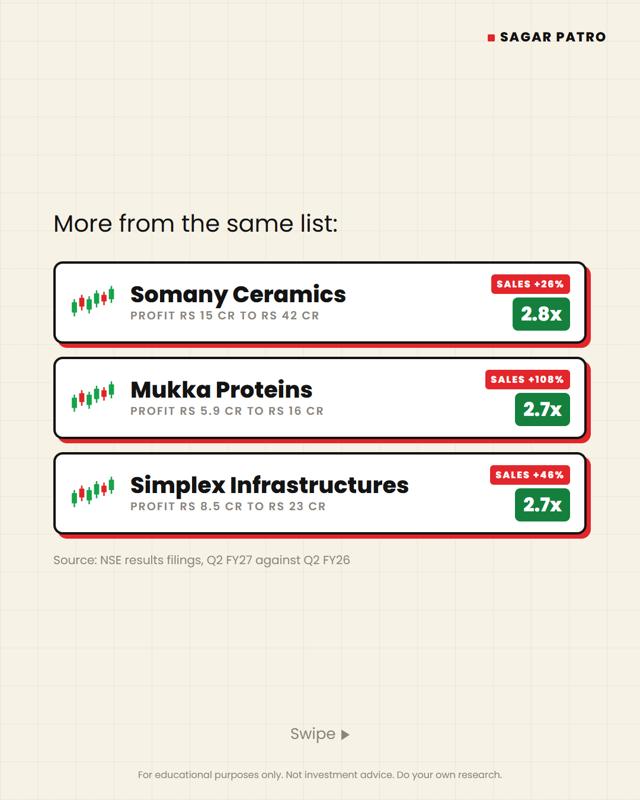 SAGAR PATRO
More from the same list:
Somany Ceramics
PROFIT RS 15 CR TO RS 42 CR
SALES +26%
2.8x
Mukka Proteins
PROFIT RS 5.9 CR TO RS 16 CR
SALES +108%
2.7x
Simplex Infrastructures
PROFIT RS 8.5 CR TO RS 23 CR
SALES +46%
2.7x
Source: NSE results filings, Q2 FY27 against Q2 FY26
Swipe
For educational purposes only. Not investment advice. Do your own research.